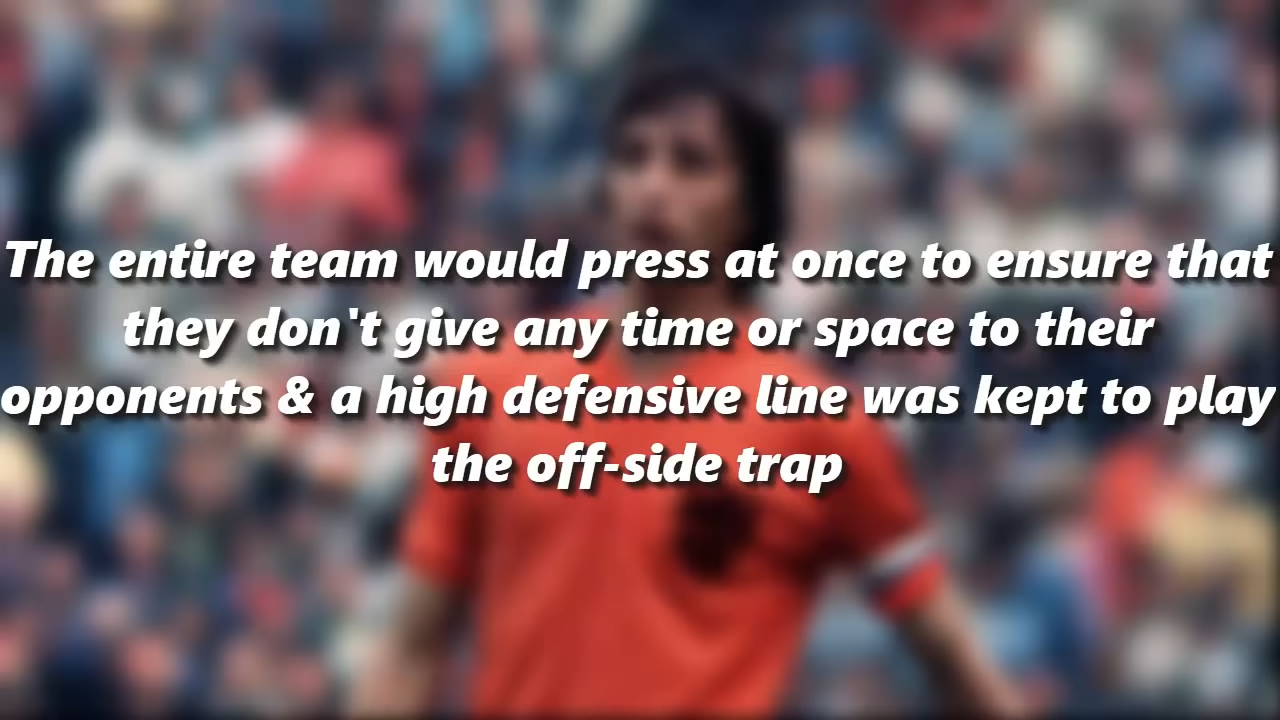 The entire team would press at once to ensure that
they don't give any time or space to their
opponents & a high defensive line was kept to play
the off-side trap